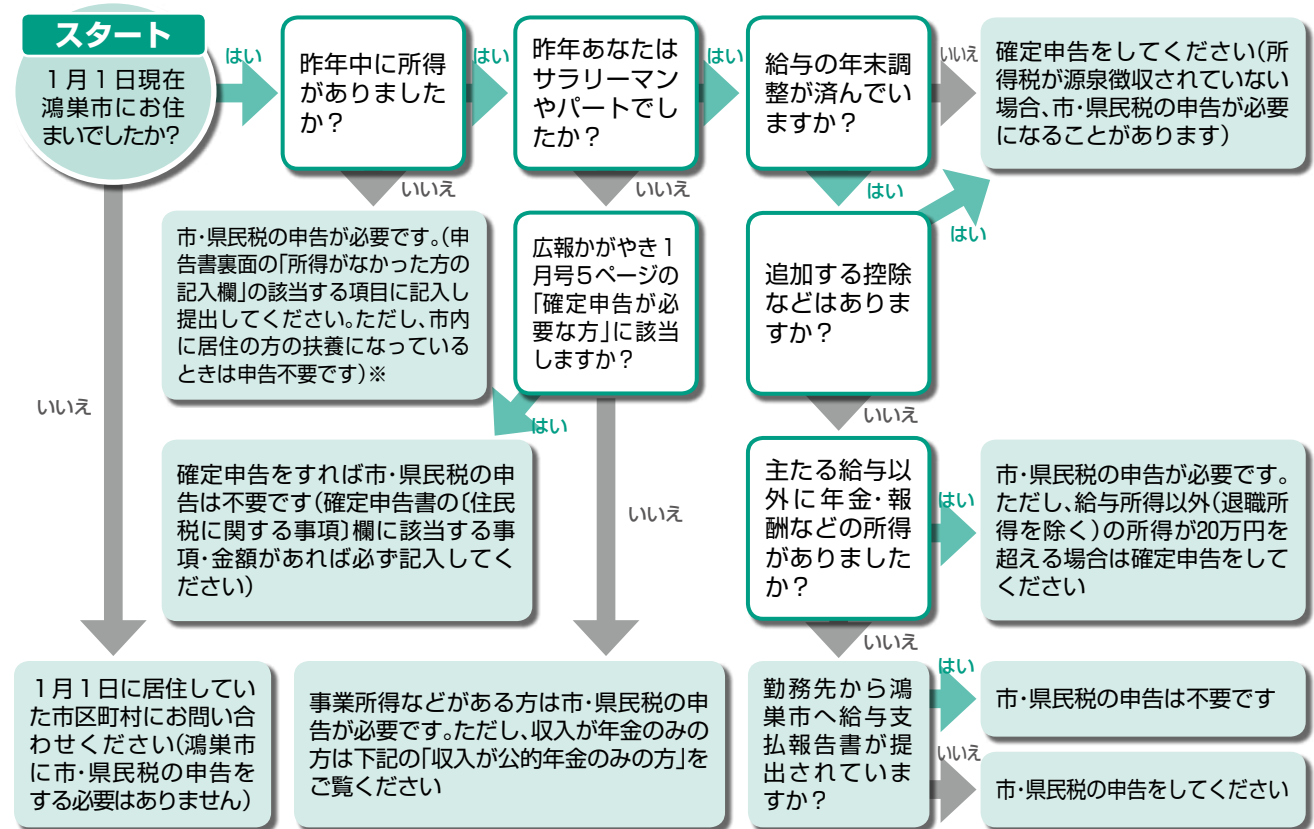 スタート
1月1日現在
鴻巣市にお住
まいでしたか?
はい
昨年中に所得
がありました
か?
はい
昨年あなたは
サラリーマン
やパートでし
たか?
はい
給与の年末調
整が済んでい
ますか?
いいえ
確定申告をしてください(所
得税が源泉徴収されていない
場合、市・県民税の申告が必要
になることがあります)
いいえ
いいえ
はい
市・県民税の申告が必要です。(申
告書裏面の「所得がなかった方の
記入欄」の該当する項目に記入し
提出してください。ただし、市内
に居住の方の扶養になっている
ときは申告不要です)※
広報かがやき1
月号5ページの
「確定申告が必
要な方」に該当
しますか?
追加する控除
などはありま
すか?
はい
いいえ
はい
いいえ
確定申告をすれば市・県民税の申
告は不要です(確定申告書の〔住民
税に関する事項〕欄に該当する事
項・金額があれば必ず記入してく
ださい)
いいえ
主たる給与以
外に年金・報
酬などの所得
がありました
か?
はい
市・県民税の申告が必要です。
ただし、給与所得以外(退職所
得を除く)の所得が20万円を
超える場合は確定申告をして
ください
いいえ
1月1日に居住してい
た市区町村にお問い合
わせください(鴻巣市
に市・県民税の申告を
する必要はありません)
事業所得などがある方は市・県民税の申
告が必要です。ただし、収入が年金のみの
方は下記の「収入が公的年金のみの方」を
ご覧ください
勤務先から鴻
巣市へ給与支
払報告書が提
出されていま
すか?
はい
市・県民税の申告は不要です
いいえ
市・県民税の申告をしてください